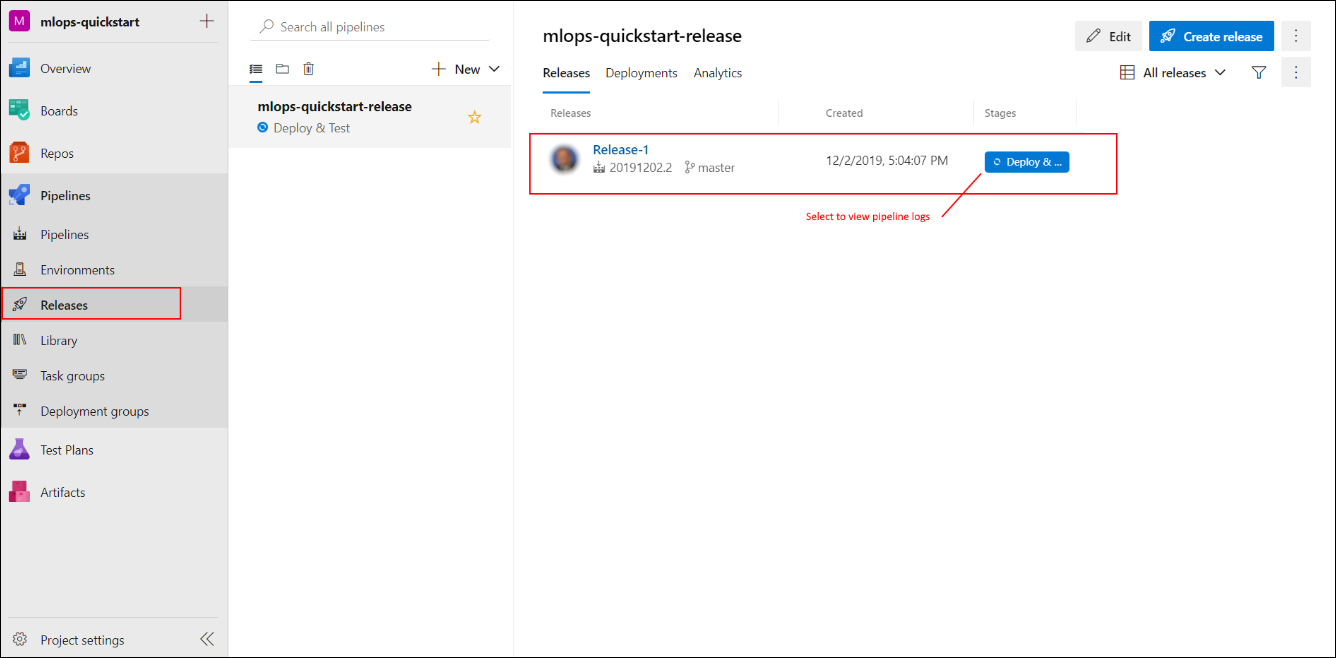 M mlops-quickstart
Overview
Boards
Repos
Pipelines
Pipelines
Environments
Releases
Library
Task groups
Deployment groups
Test Plans
Artifacts
Project settings
Search all pipelines
New
mlops-quickstart-release
Deploy & Test
mlops-quickstart-release
Edit
Create release
Releases Deployments Analytics
All releases
Releases Created Stages
Release-1
20191202.2 master
12/2/2019, 5:04:07 PM
Deploy & ...
Select to view pipeline logs